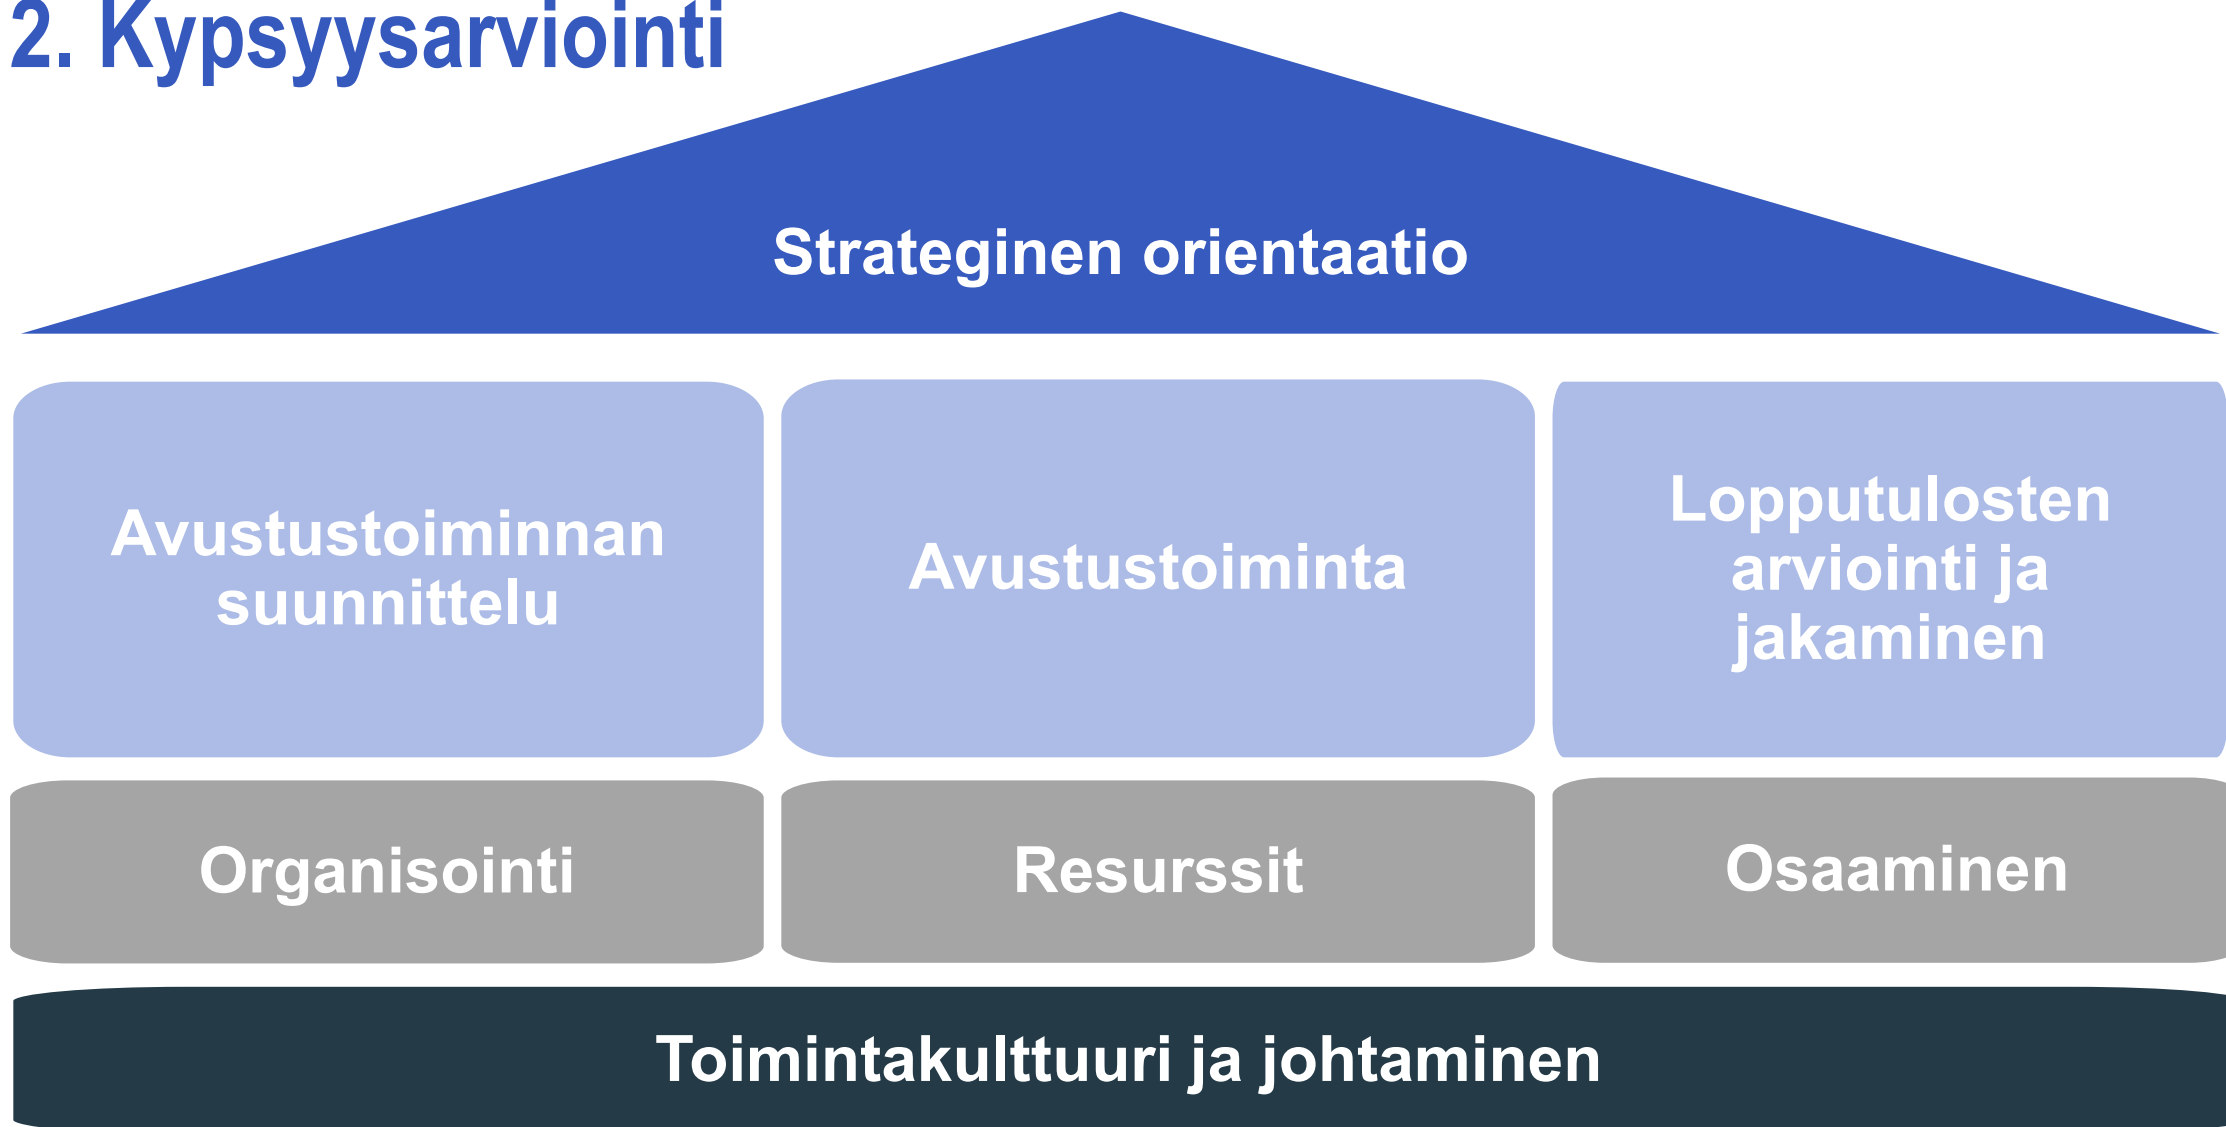 2. Kypsyysarviointi
Strateginen orientaatio
Avustustoiminnan
suunnittelu
Avustustoiminta
Lopputulosten
arviointi ja
jakaminen
Organisointi
Resurssit
Osaaminen
Toimintakulttuuri ja johtaminen